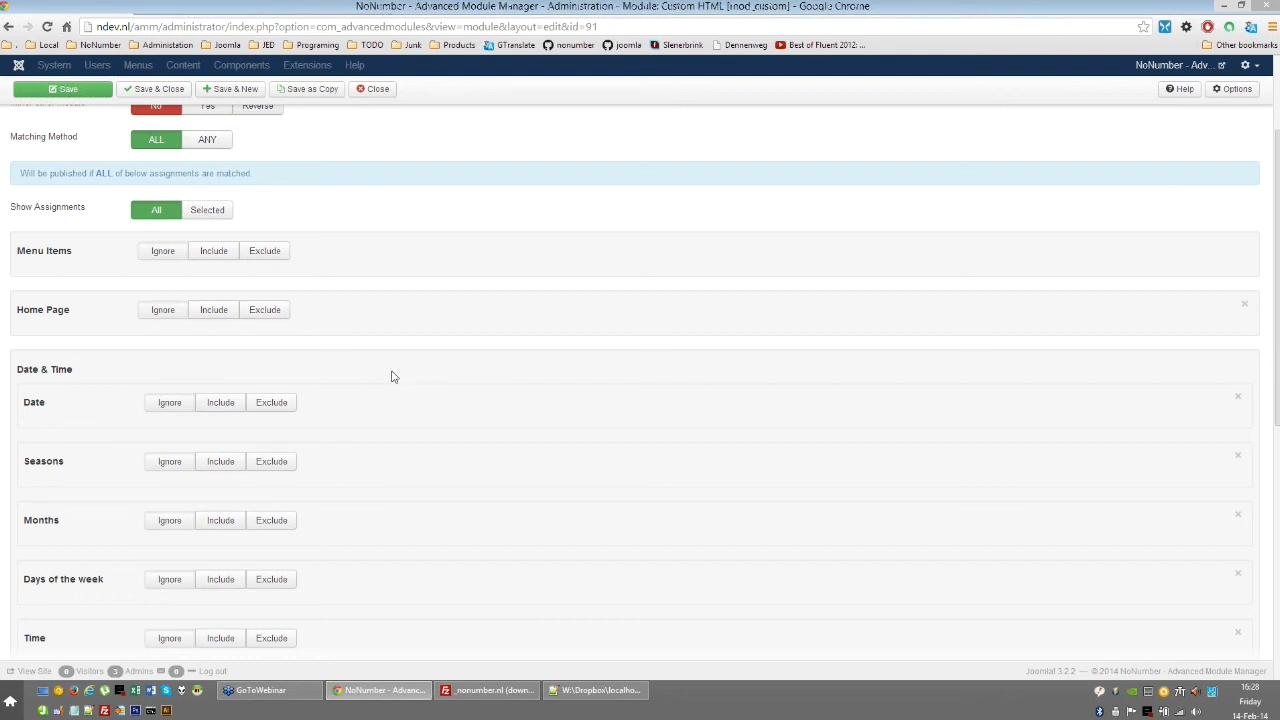 NoNumber - Advanced Module Manager - Administration - Module: Custom HTML [mod_custom] - Google Chrome
ndev.nl/amm/administrator/index.php?option=com_advancedmodules&view=module&layout=edit&id=91
Local NoNumber Administation Joomla JED Programing TODO Junk Products GTranslate nonumber joomla Slenerbrink Dennenweg Best of Fluent 2012: ... Other bookmarks
System Users Menus Content Components Extensions Help NoNumber - Adv...
Save Save & Close Save & New Save as Copy Close Help Options
No Yes Reverse
Matching Method ALL ANY
Will be published if ALL of below assignments are matched.
Show Assignments All Selected
Menu Items Ignore Include Exclude
Home Page Ignore Include Exclude
Date & Time
Date Ignore Include Exclude
Seasons Ignore Include Exclude
Months Ignore Include Exclude
Days of the week Ignore Include Exclude
Time Ignore Include Exclude
View Site 0 Visitors 3 Admins 0 Log out Joomla! 3.2.2 — © 2014 NoNumber - Advanced Module Manager
GoToWebinar NoNumber - Advanc... _nonumber.nl (down... W:\Dropbox\localho...
16:28
Friday
14-Feb-14